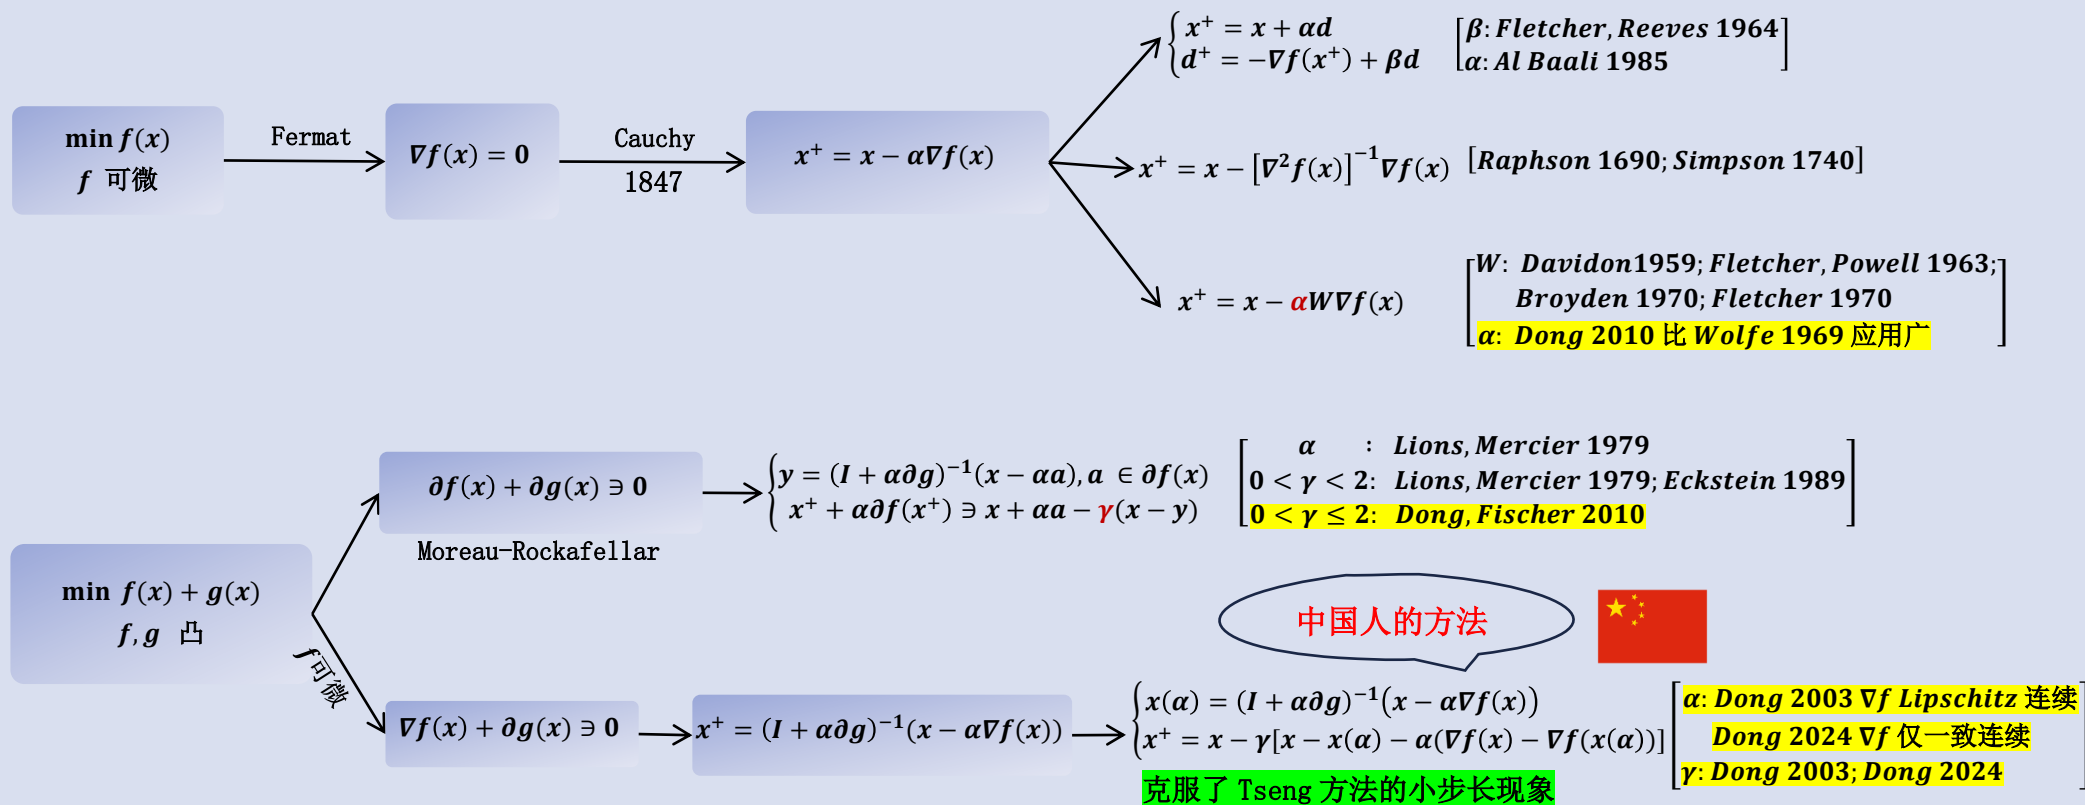 min f(x)
f 可微
Fermat
∇f(x) = 0
Cauchy
1847
x⁺ = x − α∇f(x)
x⁺ = x + αd
d⁺ = −∇f(x⁺) + βd
β: Fletcher, Reeves 1964
α: Al Baali 1985
x⁺ = x − [∇²f(x)]⁻¹∇f(x) [Raphson 1690; Simpson 1740]
x⁺ = x − αW∇f(x)
W: Davidon1959; Fletcher, Powell 1963;
Broyden 1970; Fletcher 1970
α: Dong 2010 比 Wolfe 1969 应用广
min f(x) + g(x)
f, g 凸
∂f(x) + ∂g(x) ∋ 0
Moreau-Rockafellar
y = (I + α∂g)⁻¹(x − αa), a ∈ ∂f(x)
x⁺ + α∂f(x⁺) ∋ x + αa − γ(x − y)
α : Lions, Mercier 1979
0 < γ < 2: Lions, Mercier 1979; Eckstein 1989
0 < γ ≤ 2: Dong, Fischer 2010
中国人的方法
f可微
∇f(x) + ∂g(x) ∋ 0
x⁺ = (I + α∂g)⁻¹(x − α∇f(x))
x(α) = (I + α∂g)⁻¹(x − α∇f(x))
x⁺ = x − γ[x − x(α) − α(∇f(x) − ∇f(x(α))]
α: Dong 2003 ∇f Lipschitz 连续
Dong 2024 ∇f 仅一致连续
γ: Dong 2003; Dong 2024
克服了 Tseng 方法的小步长现象